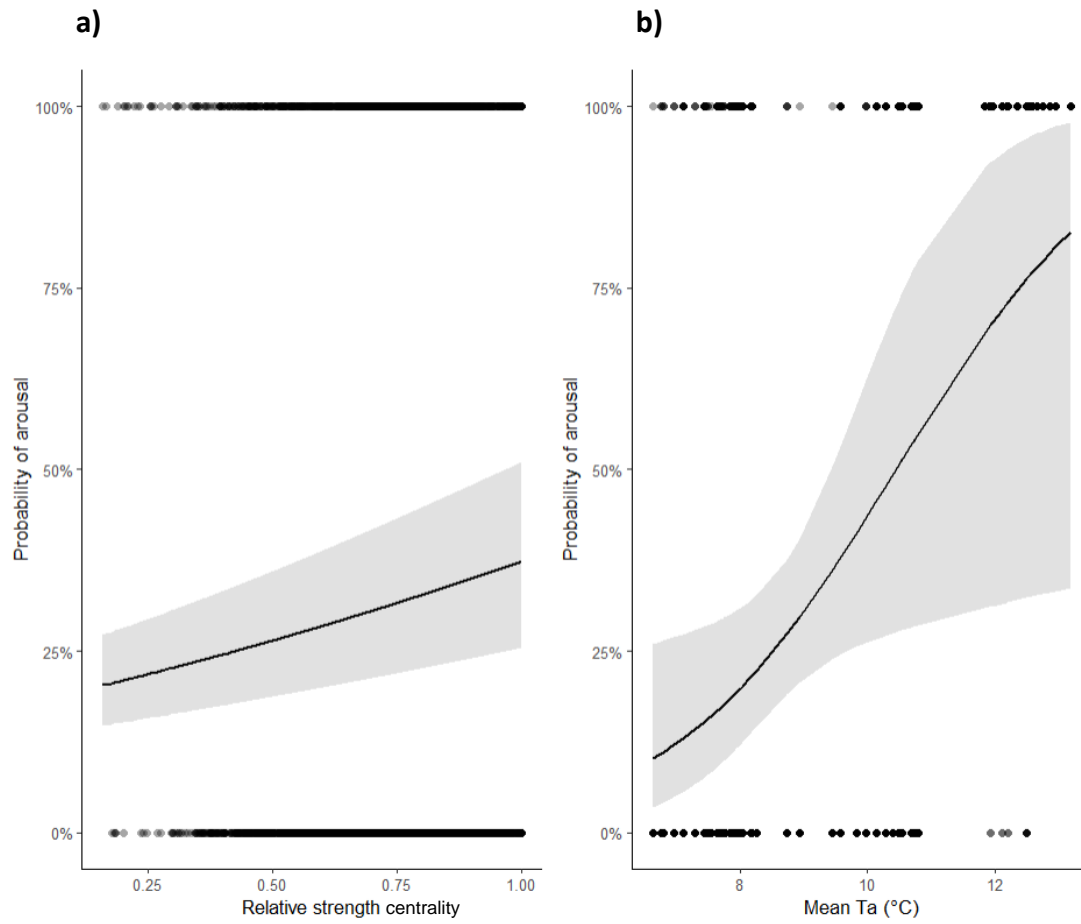 a)
b)
100%
75%
50%
25%
0%
Probability of arousal
0.25 0.50 0.75 1.00
Relative strength centrality
100%
75%
50%
25%
0%
Probability of arousal
8 10 12
Mean Ta (°C)